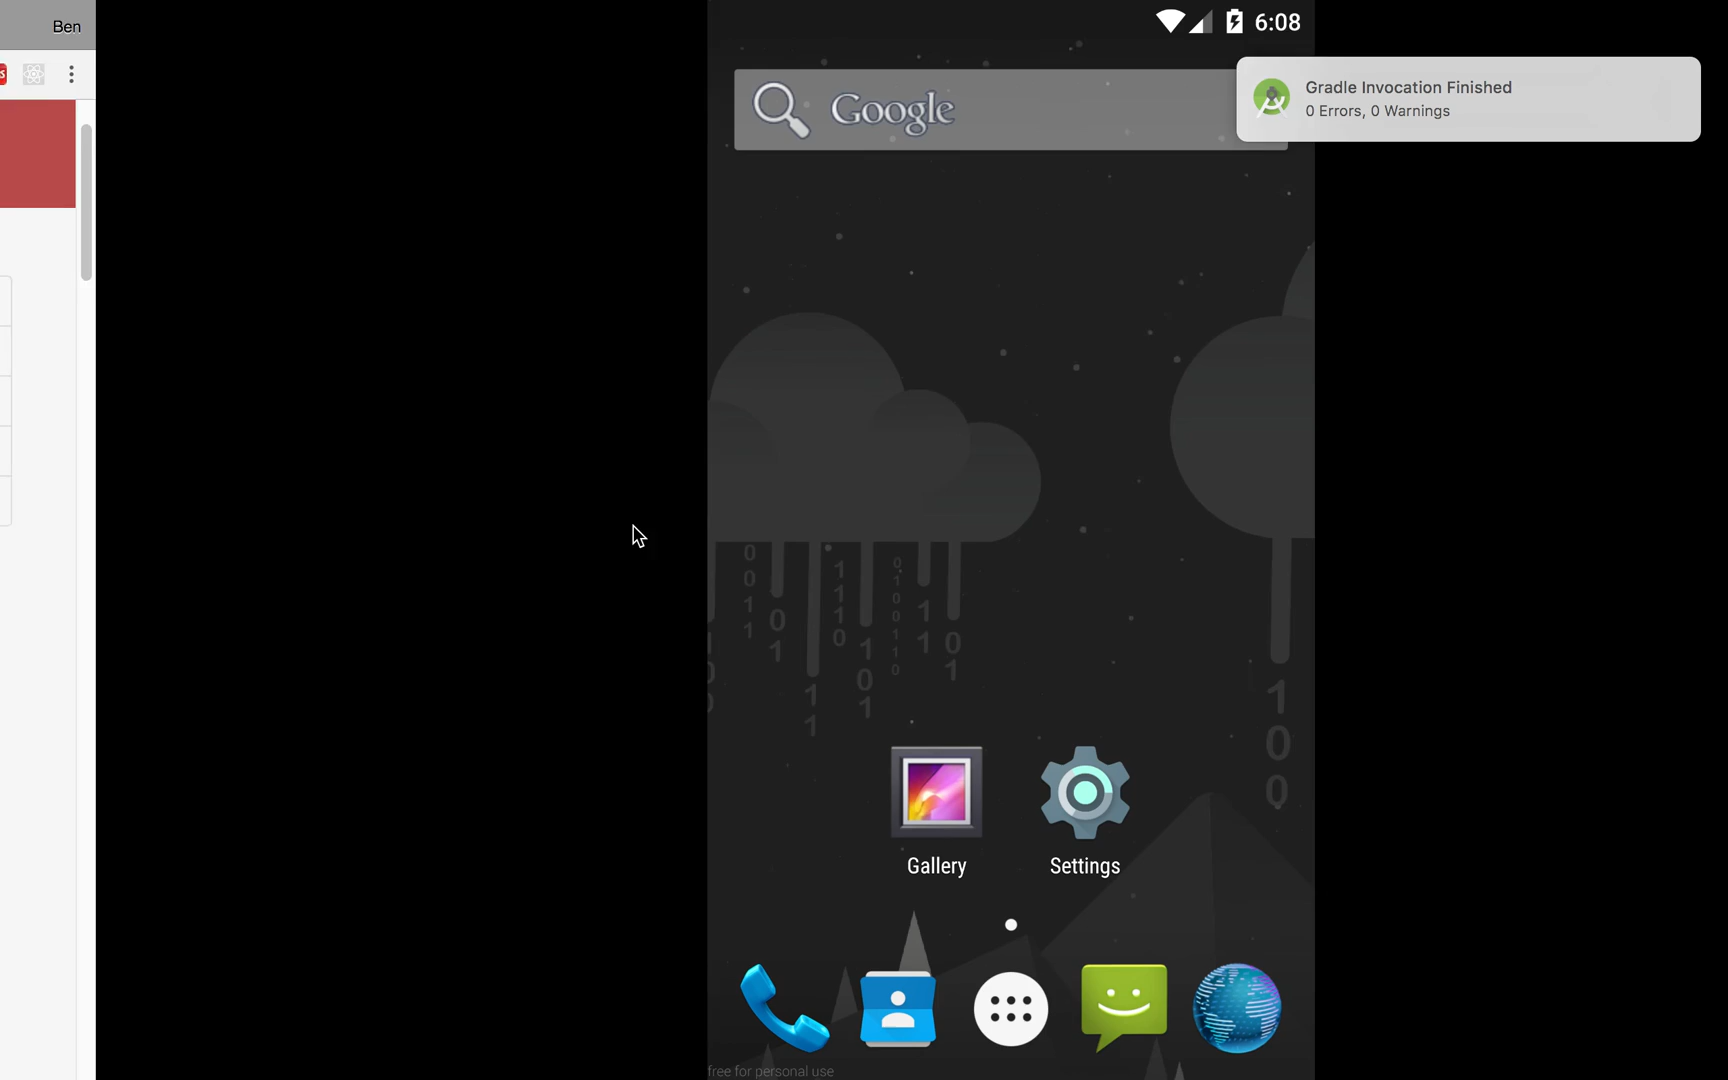 Ben
S
6:08
Google
Gradle Invocation Finished
0 Errors, 0 Warnings
Gallery
Settings
free for personal use